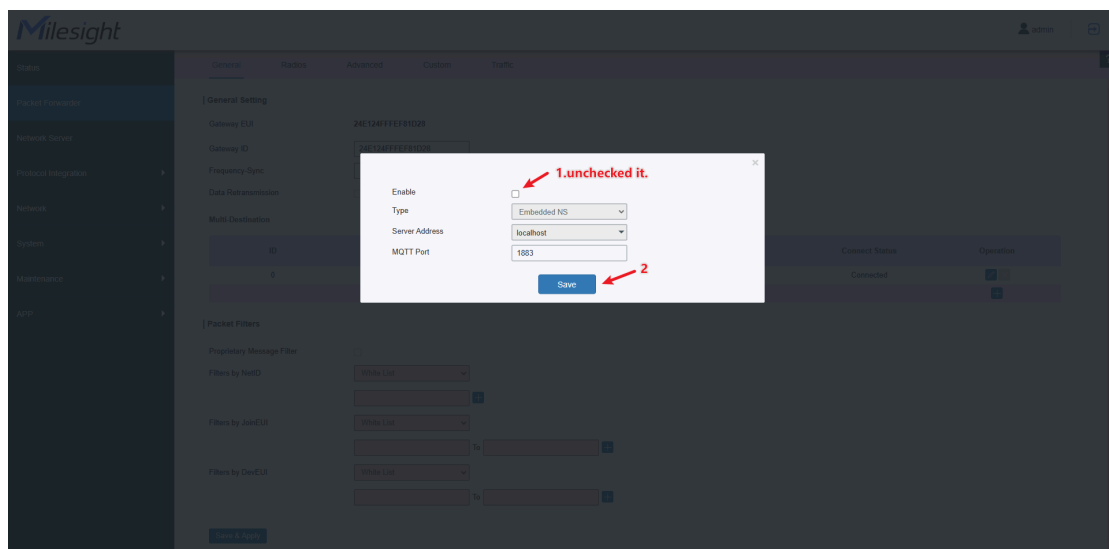 Milesight
admin
Status
General Radios Advanced Custom Traffic
Packet Forwarder
General Setting
Gateway EUI 24E124FFFEF81D28
Network Server
Gateway ID 24E124FFFEF81D28
Protocol Integration
Frequency-Sync
1.unchecked it.
Data Retransmission
Enable
Network
Type Embedded NS
Multi-Destination
Server Address localhost
System
ID Connect Status Operation
MQTT Port 1883
Maintenance
0 Connected
2
Save
APP
Packet Filters
Proprietary Message Filter
Filters by NetID White List
Filters by JoinEUI White List
To
Filters by DevEUI White List
To
Save & Apply